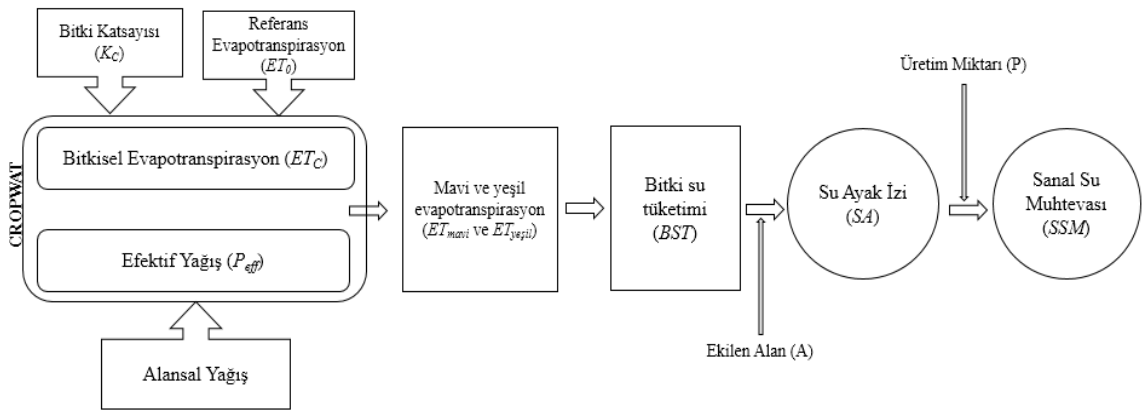 Bitki Katsayısı
(K_C)
Referans
Evapotranspirasyon
(ET_0)
CROPWAT
Bitkisel Evapotranspirasyon (ET_C)
Efektif Yağış (P_eff)
Alansal Yağış
Mavi ve yeşil
evapotranspirasyon
(ET_mavi ve ET_yeşil)
Bitki su
tüketimi
(BST)
Ekilen Alan (A)
Su Ayak İzi
(SA)
Üretim Miktarı (P)
Sanal Su
Muhtevası
(SSM)